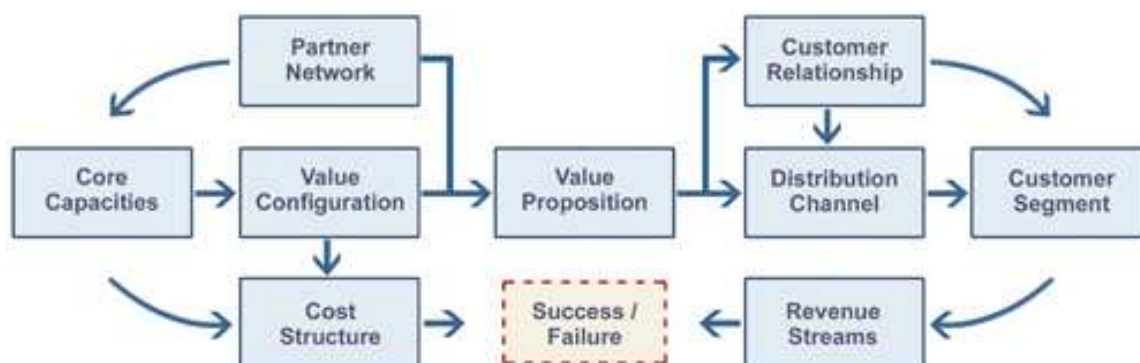 Partner
Network
Customer
Relationship
Core
Capacities
Value
Configuration
Value
Proposition
Distribution
Channel
Customer
Segment
Cost
Structure
Success /
Failure
Revenue
Streams